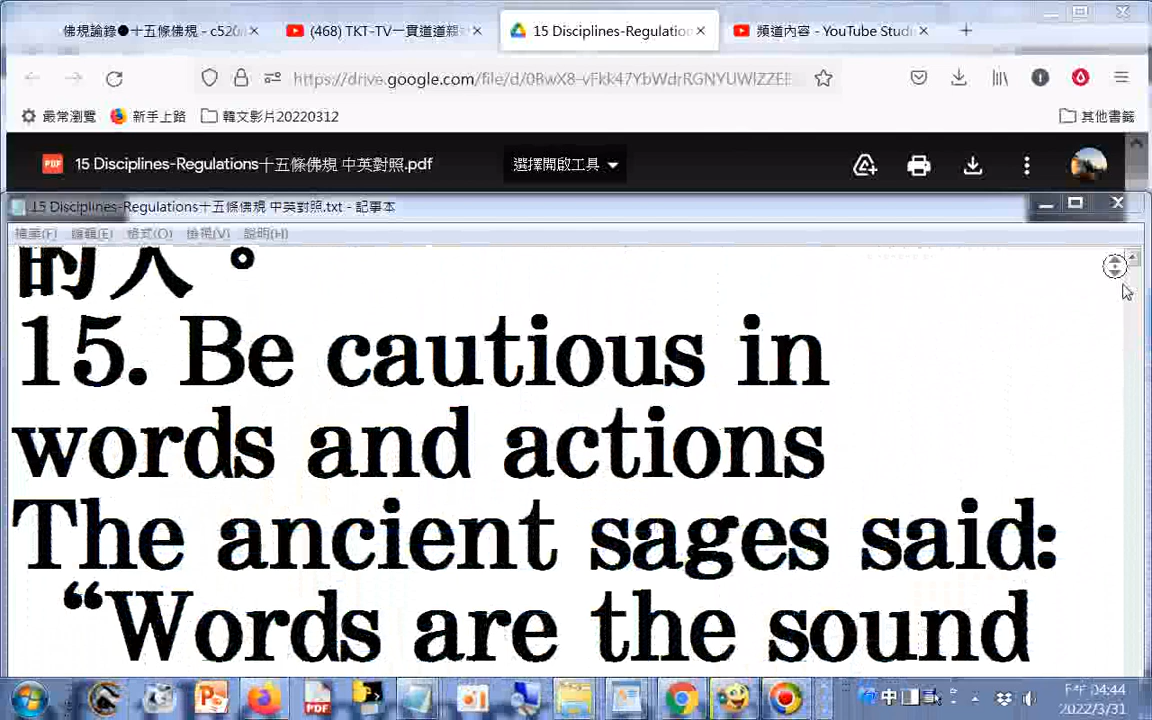 佛規諭錄●十五條佛規 - c520
(468) TKT-TV一貫道道親
15 Disciplines-Regulation
頻道內容 - YouTube Studi
https://drive.google.com/file/d/0BwX8-vFkk47YbWdrRGNYUWlZZEE
最常瀏覽
新手上路
韓文影片20220312
其他書籤
PDF
15 Disciplines-Regulations十五條佛規 中英對照.pdf
選擇開啟工具
15 Disciplines-Regulations十五條佛規 中英對照.txt - 記事本
檔案(F) 編輯(E) 格式(O) 檢視(V) 說明(H)
的人。
15. Be cautious in
words and actions
The ancient sages said:
“Words are the sound
中
下午 04:44
2022/3/31